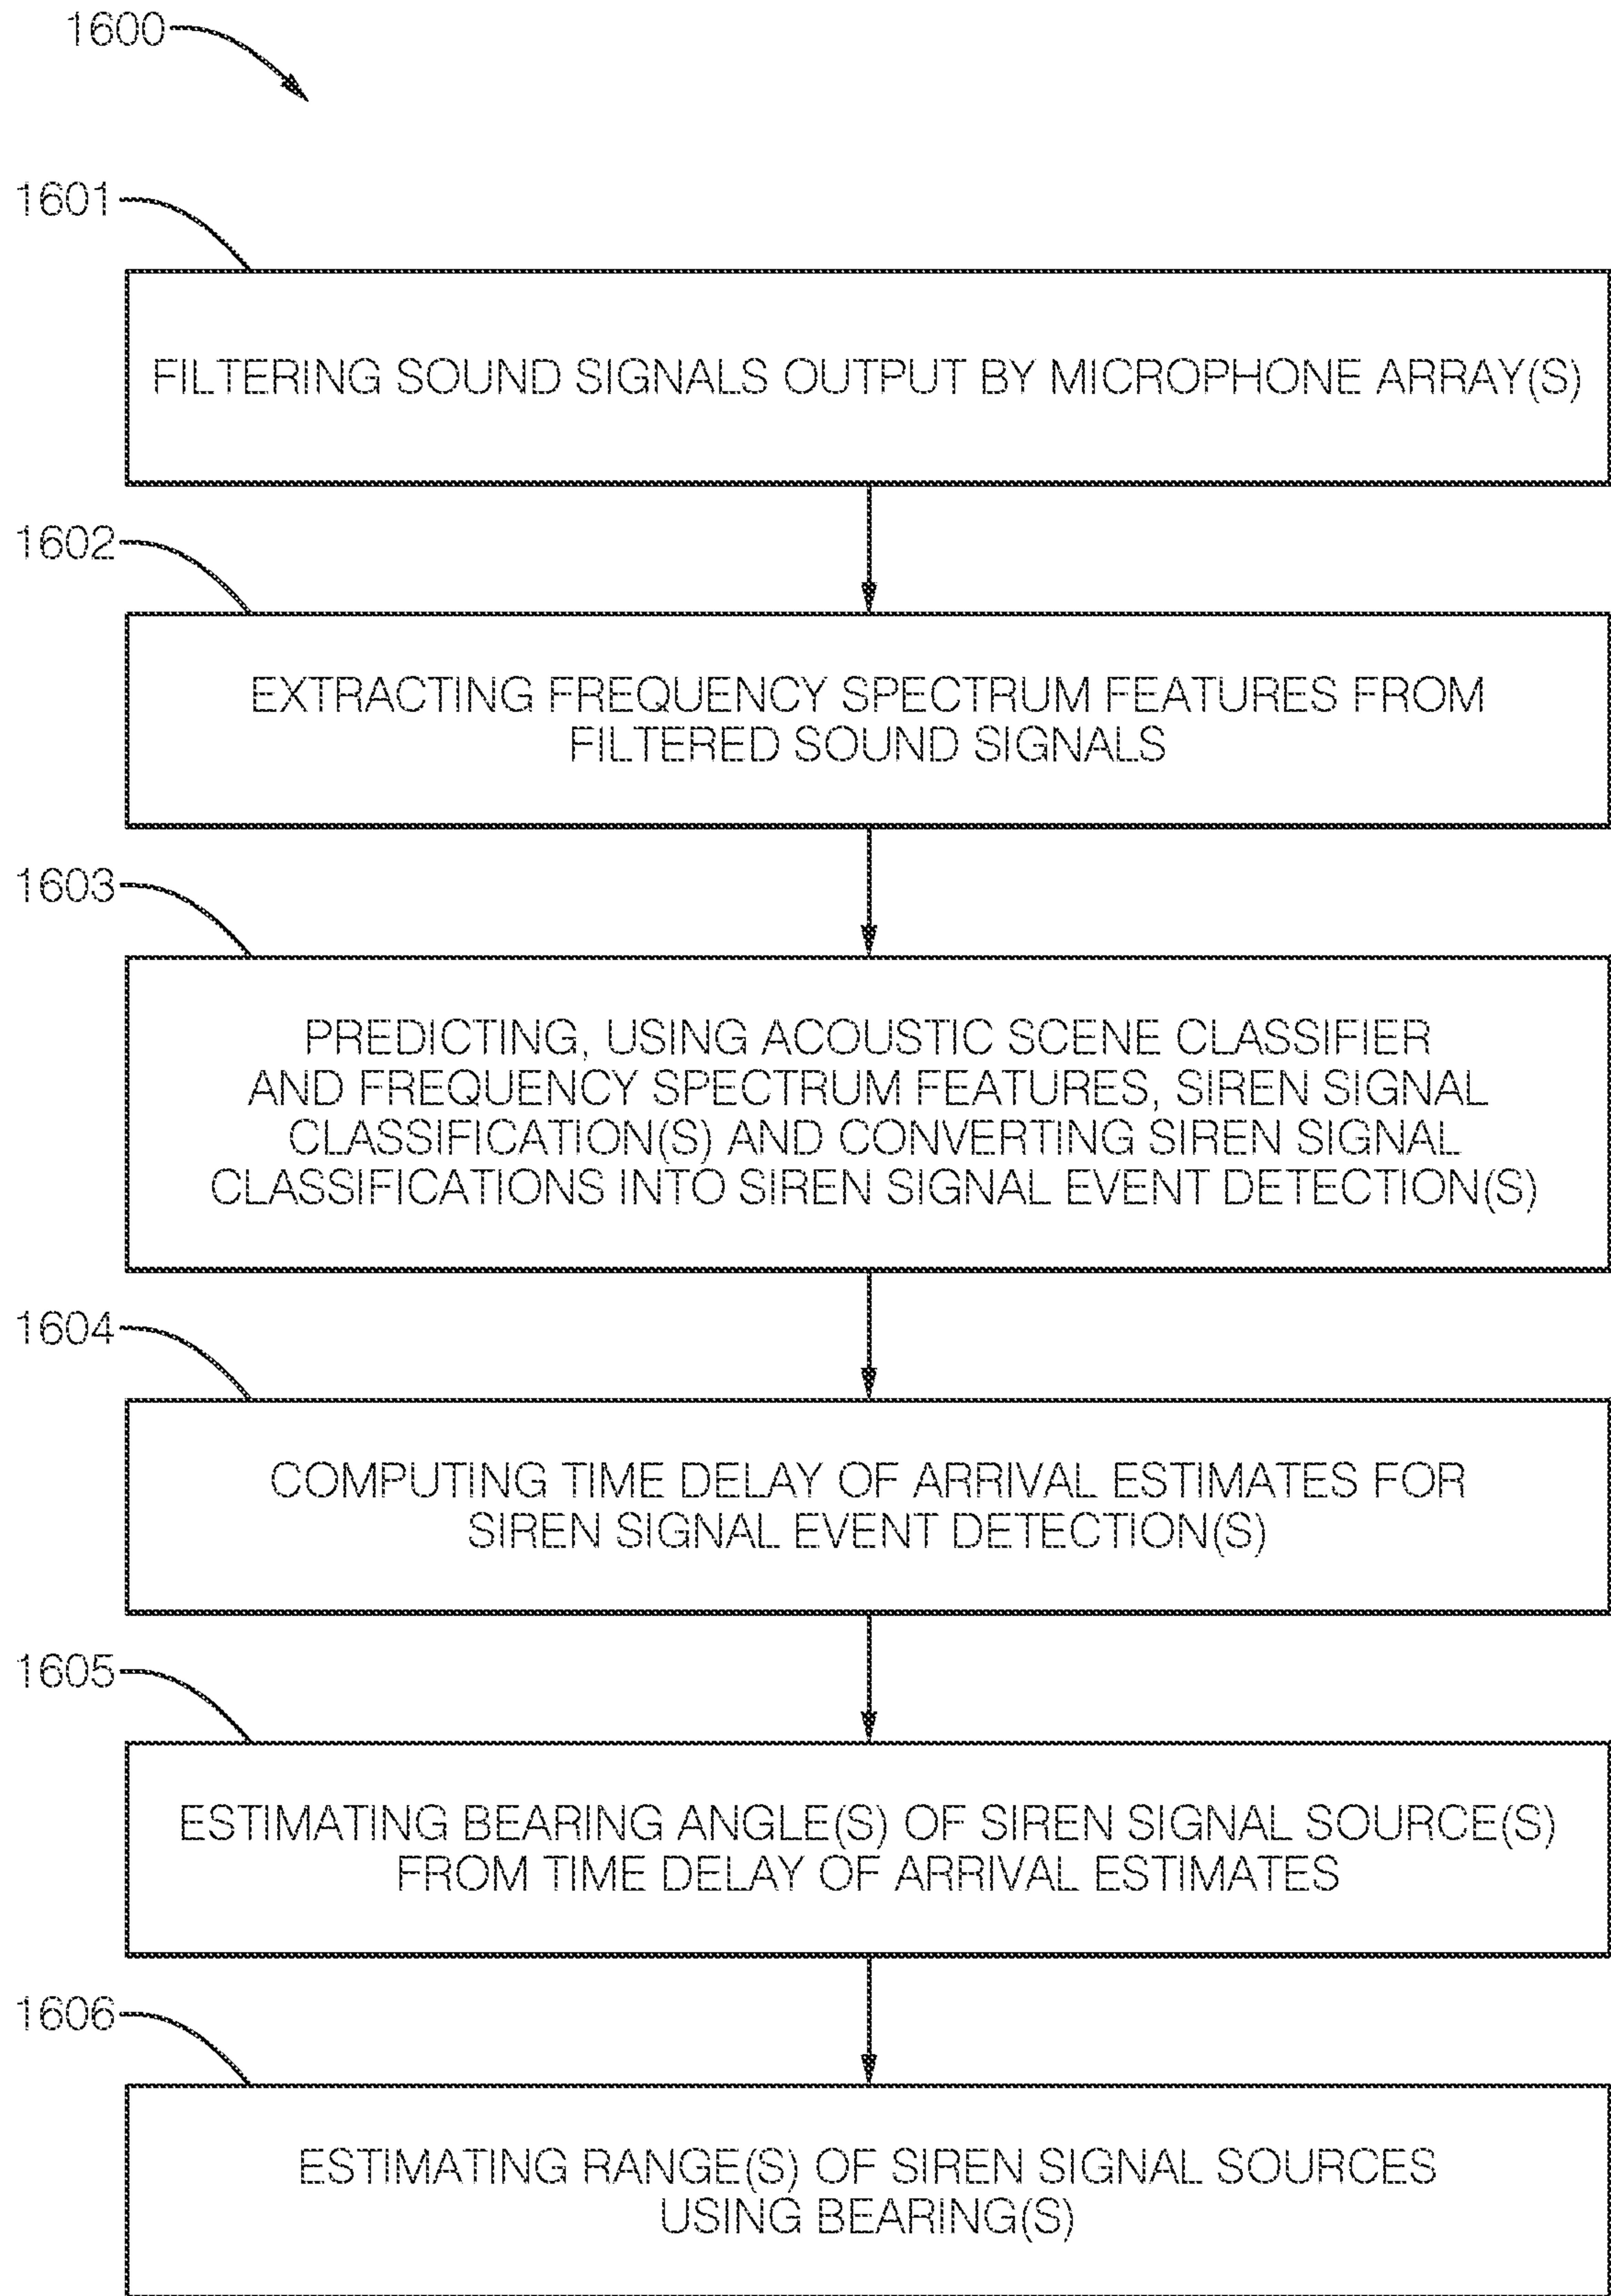 1600
1601
FILTERING SOUND SIGNALS OUTPUT BY MICROPHONE ARRAY(S)
1602
EXTRACTING FREQUENCY SPECTRUM FEATURES FROM
FILTERED SOUND SIGNALS
1603
PREDICTING, USING ACOUSTIC SCENE CLASSIFIER
AND FREQUENCY SPECTRUM FEATURES, SIREN SIGNAL
CLASSIFICATION(S) AND CONVERTING SIREN SIGNAL
CLASSIFICATIONS INTO SIREN SIGNAL EVENT DETECTION(S)
1604
COMPUTING TIME DELAY OF ARRIVAL ESTIMATES FOR
SIREN SIGNAL EVENT DETECTION(S)
1605
ESTIMATING BEARING ANGLE(S) OF SIREN SIGNAL SOURCE(S)
FROM TIME DELAY OF ARRIVAL ESTIMATES
1606
ESTIMATING RANGE(S) OF SIREN SIGNAL SOURCES
USING BEARING(S)